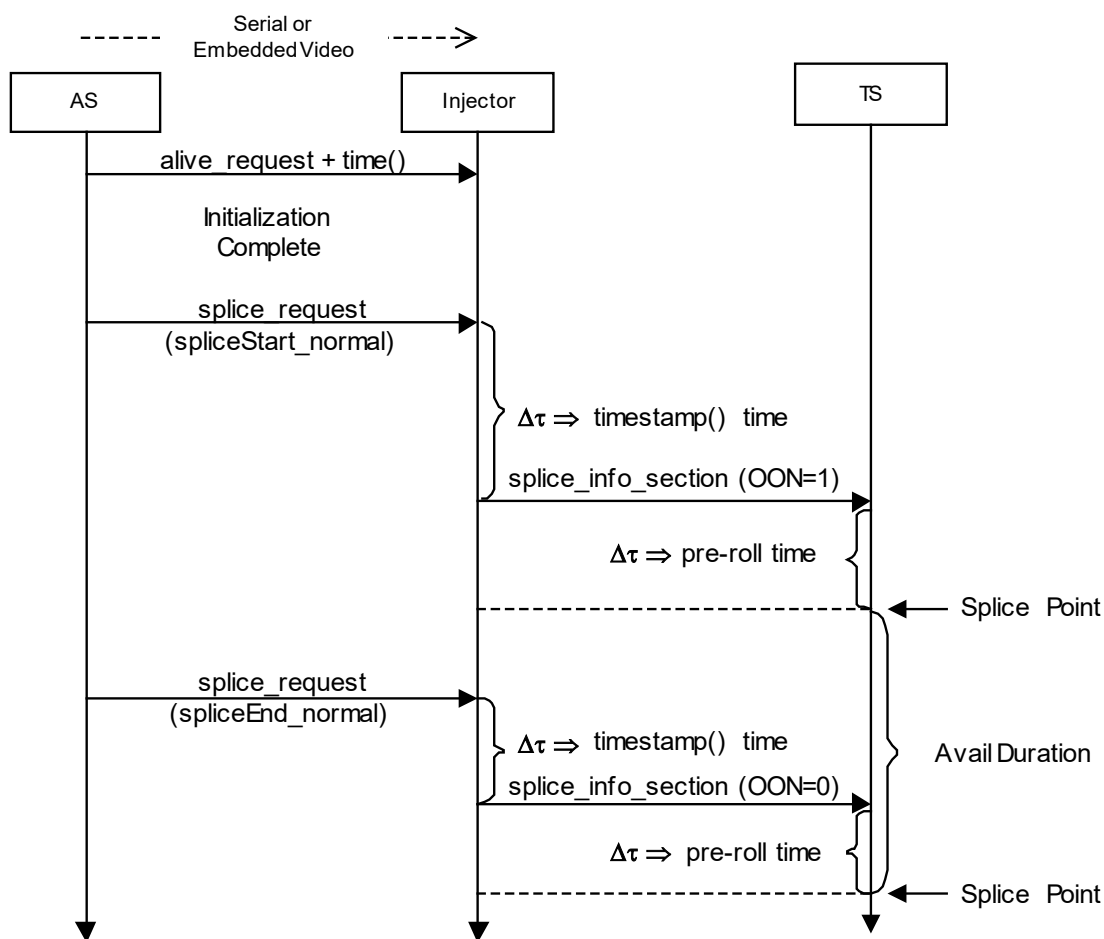 Serial or
Embedded Video
AS
Injector
TS
alive_request + time()
Initialization
Complete
splice_request
(spliceStart_normal)
Δτ ⇒ timestamp() time
splice_info_section (OON=1)
Δτ ⇒ pre-roll time
Splice Point
splice_request
(spliceEnd_normal)
Δτ ⇒ timestamp() time
Avail Duration
splice_info_section (OON=0)
Δτ ⇒ pre-roll time
Splice Point